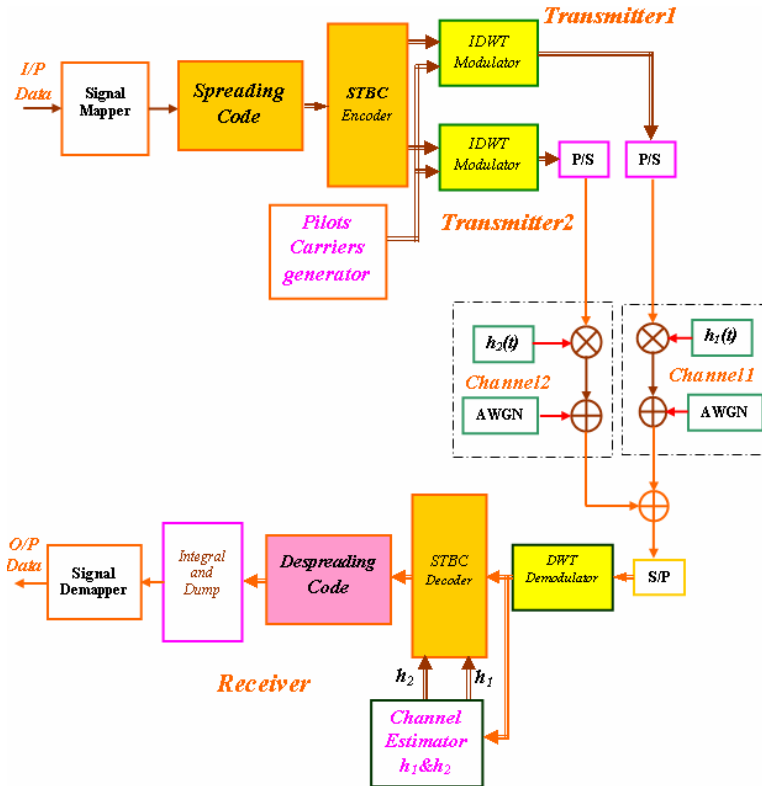 Transmitter1
I/P
Data
Signal
Mapper
Spreading
Code
STBC
Encoder
IDWT
Modulator
IDWT
Modulator
P/S
P/S
Transmitter2
Pilots
Carriers
generator
h2(t)
h1(t)
Channel2
Channel1
AWGN
AWGN
O/P
Data
Signal
Demapper
Integral
and
Dump
Despreading
Code
STBC
Decoder
DWT
Demodulator
S/P
Receiver
h2
h1
Channel
Estimator
h1&h2